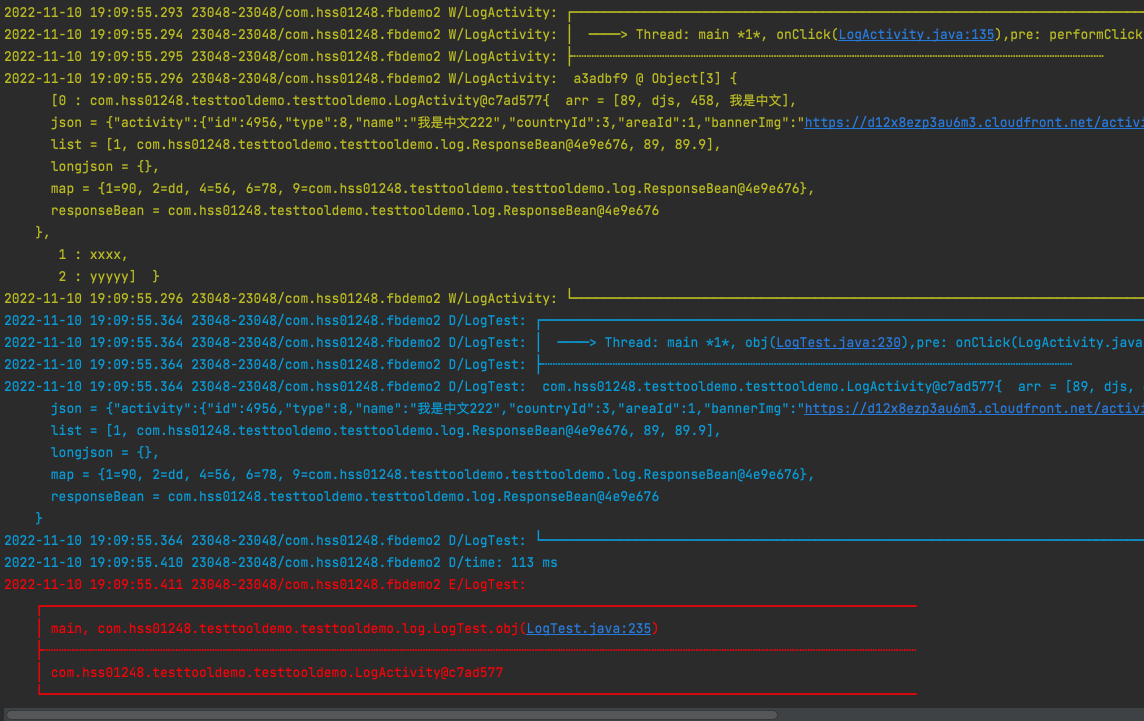 2022-11-10 19:09:55.293 23048-23048/com.hss01248.fbdemo2 W/LogActivity: ┌────────────────────────────────────────────────────────
2022-11-10 19:09:55.294 23048-23048/com.hss01248.fbdemo2 W/LogActivity: │ ────> Thread: main *1*, onClick(LogActivity.java:135),pre: performClick
2022-11-10 19:09:55.295 23048-23048/com.hss01248.fbdemo2 W/LogActivity: ├┄┄┄┄┄┄┄┄┄┄┄┄┄┄┄┄┄┄┄┄┄┄┄┄┄┄┄┄┄┄┄┄┄┄┄┄┄┄┄┄┄┄┄┄┄┄┄┄┄┄┄┄
2022-11-10 19:09:55.296 23048-23048/com.hss01248.fbdemo2 W/LogActivity: a3adbf9 @ Object[3] {
[0 : com.hss01248.testtooldemo.testtooldemo.LogActivity@c7ad577{ arr = [89, djs, 458, 我是中文],
json = {"activity":{"id":4956,"type":8,"name":"我是中文222","countryId":3,"areaId":1,"bannerImg":"https://d12x8ezp3au6m3.cloudfront.net/activi
list = [1, com.hss01248.testtooldemo.testtooldemo.log.ResponseBean@4e9e676, 89, 89.9],
longjson = {},
map = {1=90, 2=dd, 4=56, 6=78, 9=com.hss01248.testtooldemo.testtooldemo.log.ResponseBean@4e9e676},
responseBean = com.hss01248.testtooldemo.testtooldemo.log.ResponseBean@4e9e676
},
1 : xxxx,
2 : yyyyy] }
2022-11-10 19:09:55.296 23048-23048/com.hss01248.fbdemo2 W/LogActivity: └────────────────────────────────────────────────────────
2022-11-10 19:09:55.364 23048-23048/com.hss01248.fbdemo2 D/LogTest: ┌────────────────────────────────────────────────────────
2022-11-10 19:09:55.364 23048-23048/com.hss01248.fbdemo2 D/LogTest: │ ────> Thread: main *1*, obj(LogTest.java:230),pre: onClick(LogActivity.java
2022-11-10 19:09:55.364 23048-23048/com.hss01248.fbdemo2 D/LogTest: ├┄┄┄┄┄┄┄┄┄┄┄┄┄┄┄┄┄┄┄┄┄┄┄┄┄┄┄┄┄┄┄┄┄┄┄┄┄┄┄┄┄┄┄┄┄┄┄┄┄┄┄┄
2022-11-10 19:09:55.364 23048-23048/com.hss01248.fbdemo2 D/LogTest: com.hss01248.testtooldemo.testtooldemo.LogActivity@c7ad577{ arr = [89, djs,
json = {"activity":{"id":4956,"type":8,"name":"我是中文222","countryId":3,"areaId":1,"bannerImg":"https://d12x8ezp3au6m3.cloudfront.net/activi
list = [1, com.hss01248.testtooldemo.testtooldemo.log.ResponseBean@4e9e676, 89, 89.9],
longjson = {},
map = {1=90, 2=dd, 4=56, 6=78, 9=com.hss01248.testtooldemo.testtooldemo.log.ResponseBean@4e9e676},
responseBean = com.hss01248.testtooldemo.testtooldemo.log.ResponseBean@4e9e676
}
2022-11-10 19:09:55.364 23048-23048/com.hss01248.fbdemo2 D/LogTest: └────────────────────────────────────────────────────────
2022-11-10 19:09:55.410 23048-23048/com.hss01248.fbdemo2 D/time: 113 ms
2022-11-10 19:09:55.411 23048-23048/com.hss01248.fbdemo2 E/LogTest:
main, com.hss01248.testtooldemo.testtooldemo.log.LogTest.obj(LogTest.java:235)
com.hss01248.testtooldemo.testtooldemo.LogActivity@c7ad577